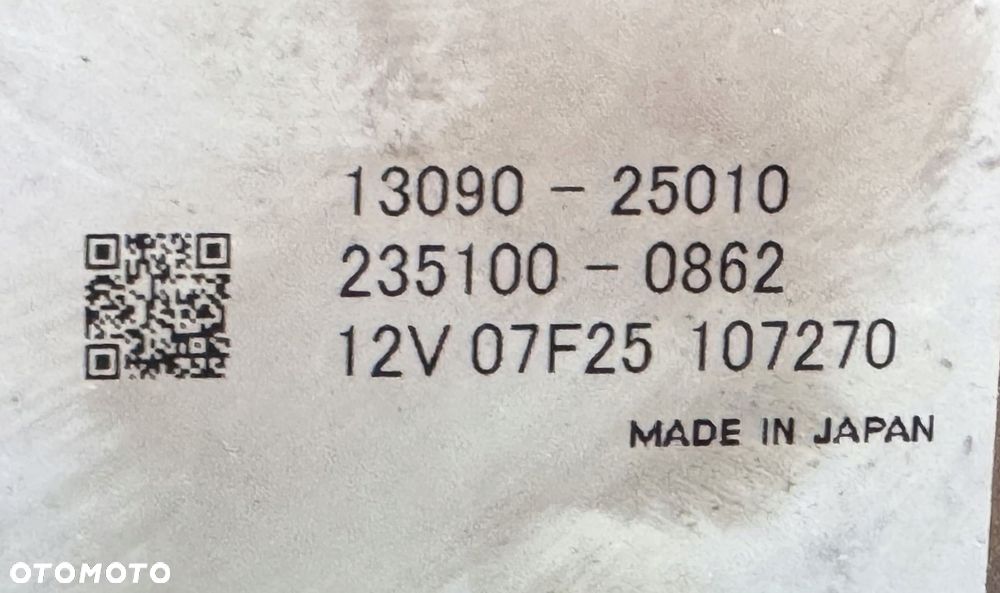 13090 - 25010
235100 - 0862
12V 07F25 107270
MADE IN JAPAN
OTOMOTO